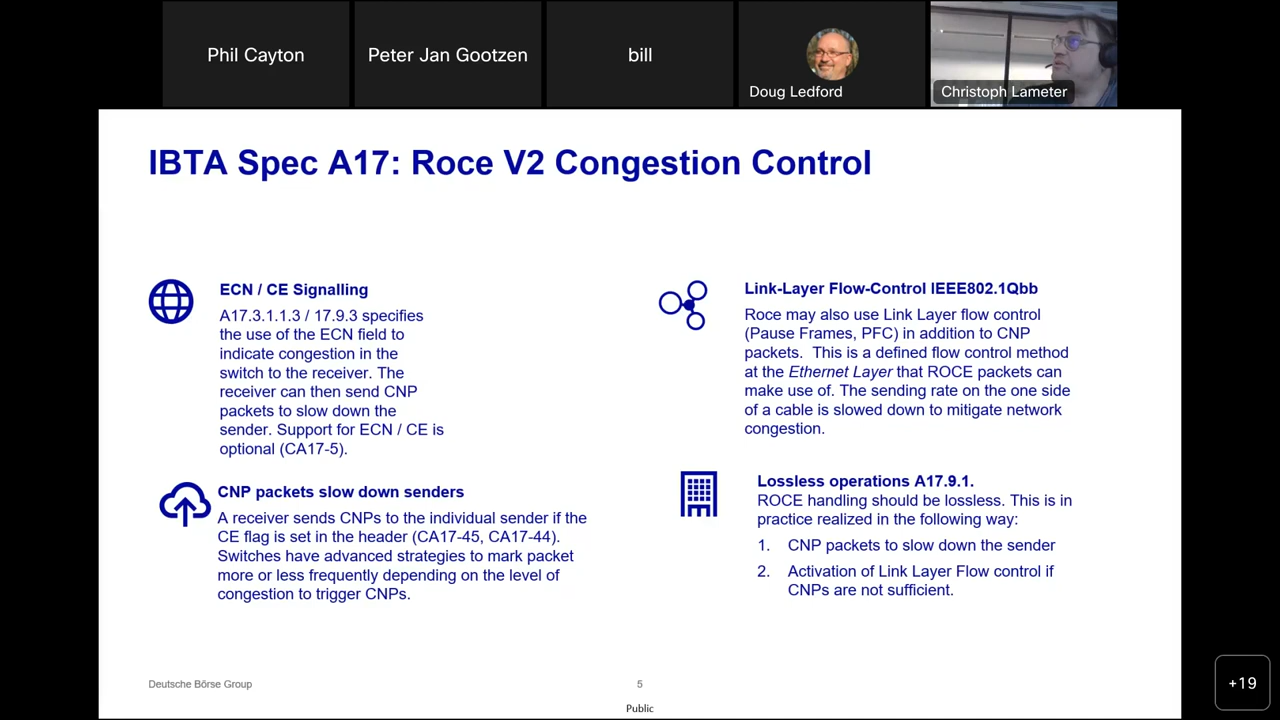 Phil Cayton
Peter Jan Gootzen
bill
Doug Ledford
Christoph Lameter
IBTA Spec A17: Roce V2 Congestion Control
ECN / CE Signalling
A17.3.1.1.3 / 17.9.3 specifies
the use of the ECN field to
indicate congestion in the
switch to the receiver. The
receiver can then send CNP
packets to slow down the
sender. Support for ECN / CE is
optional (CA17-5).
CNP packets slow down senders
A receiver sends CNPs to the individual sender if the
CE flag is set in the header (CA17-45, CA17-44).
Switches have advanced strategies to mark packet
more or less frequently depending on the level of
congestion to trigger CNPs.
Link-Layer Flow-Control IEEE802.1Qbb
Roce may also use Link Layer flow control
(Pause Frames, PFC) in addition to CNP
packets. This is a defined flow control method
at the Ethernet Layer that ROCE packets can
make use of. The sending rate on the one side
of a cable is slowed down to mitigate network
congestion.
Lossless operations A17.9.1.
ROCE handling should be lossless. This is in
practice realized in the following way:
1. CNP packets to slow down the sender
2. Activation of Link Layer Flow control if
CNPs are not sufficient.
Deutsche Börse Group
5
Public
+19